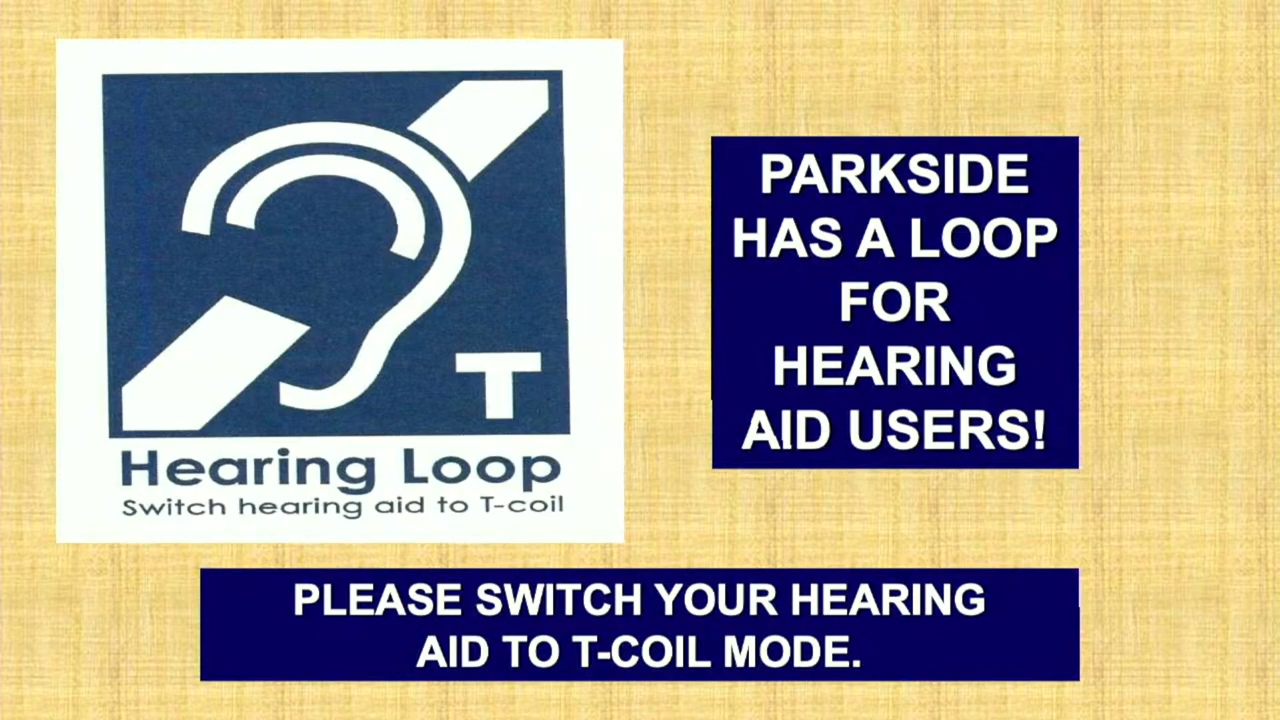 T
Hearing Loop
Switch hearing aid to T-coil
PARKSIDE
HAS A LOOP
FOR
HEARING
AID USERS!
PLEASE SWITCH YOUR HEARING
AID TO T-COIL MODE.